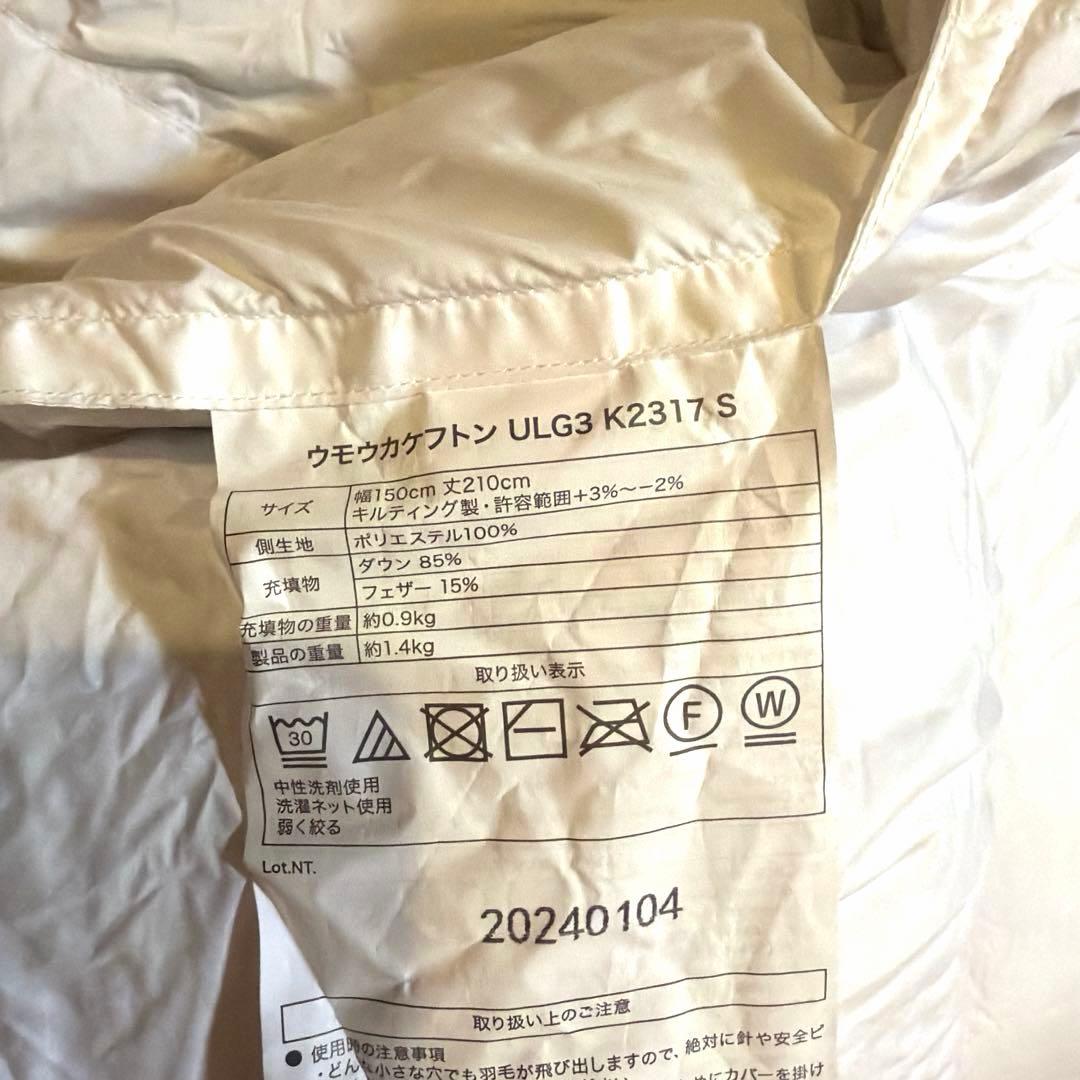 ウモウカケフトン ULG3 K2317 S
サイズ 幅150cm 丈210cm
キルティング製・許容範囲+3%～-2%
側生地 ポリエステル100%
充填物 ダウン 85%
フェザー 15%
充填物の重量 約0.9kg
製品の重量 約1.4kg
取り扱い表示
30 F W
中性洗剤使用
洗濯ネット使用
弱く絞る
Lot.NT.
20240104
取り扱い上のご注意
● 使用時の注意事項
・どんな小さな穴でも羽毛が飛び出しますので、絶対に針や安全ピ
めにカバーを掛け